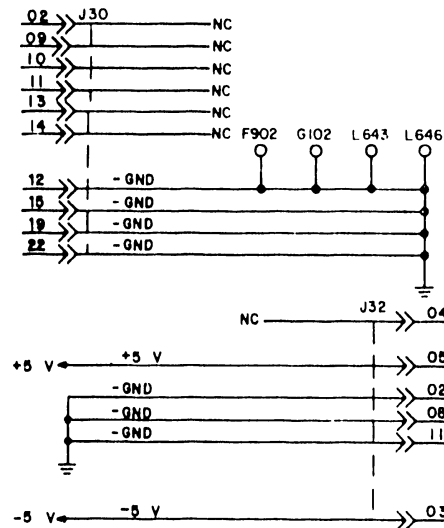 02 J30 NC
09 NC
10 NC
11 NC
13 NC
14 NC
F902 G102 L643 L646
12 -GND
15 -GND
19 -GND
22 -GND
J32
NC 04
+5 V +5 V 05
-GND 02
-GND 08
-GND 11
-5 V -5 V 03